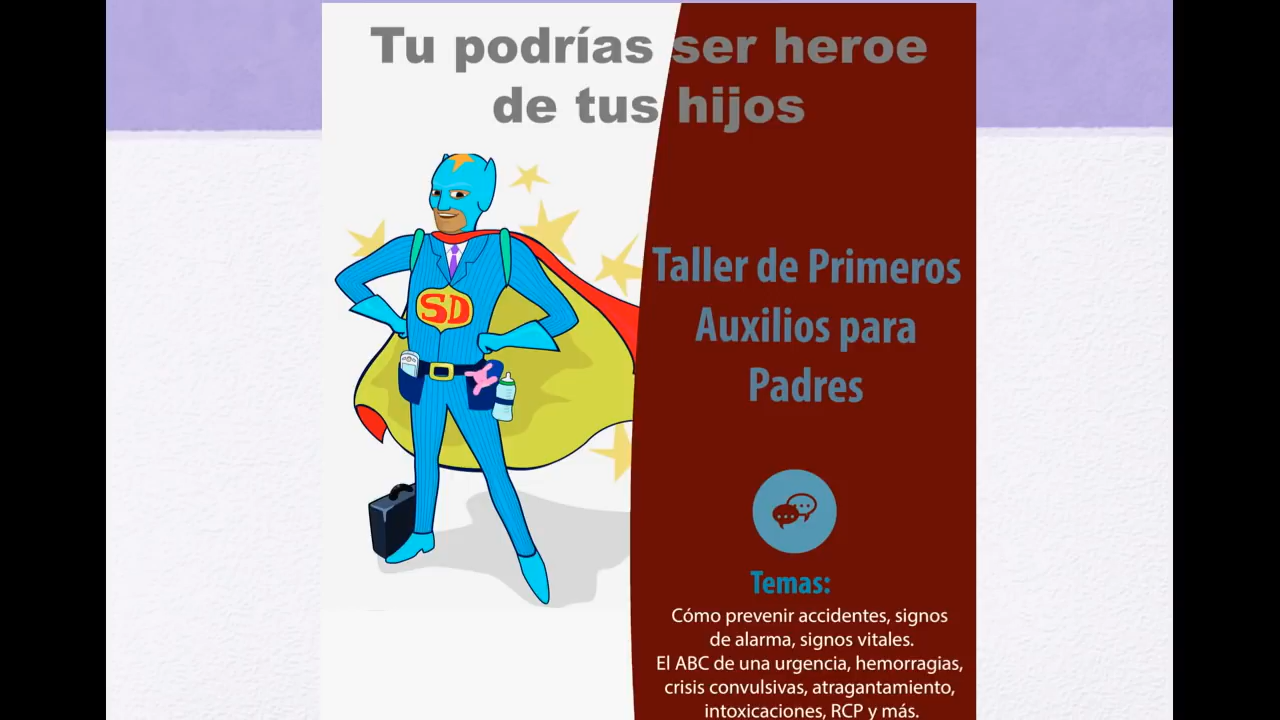 Tu podrías ser heroe
de tus hijos
SD
Taller de Primeros
Auxilios para
Padres
Temas:
Cómo prevenir accidentes, signos
de alarma, signos vitales.
El ABC de una urgencia, hemorragias,
crisis convulsivas, atragantamiento,
intoxicaciones, RCP y más.